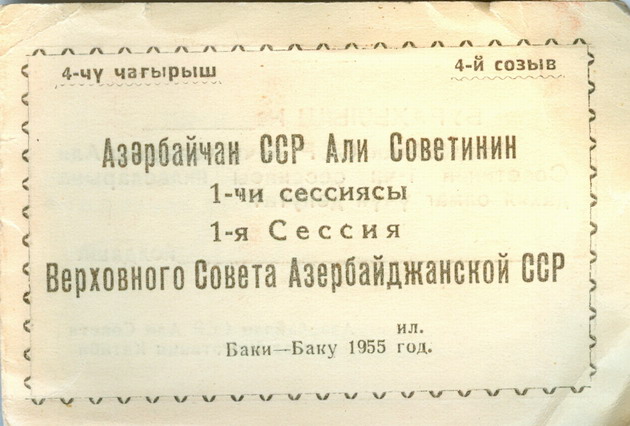 4-чү чағырыш
4-й созыв
Азәрбайҹан ССР Али Советинин
1-чи сессиясы
1-я Сессия
Верховного Совета Азербайджанской ССР
ил.
Баки—Баку 1955 год.